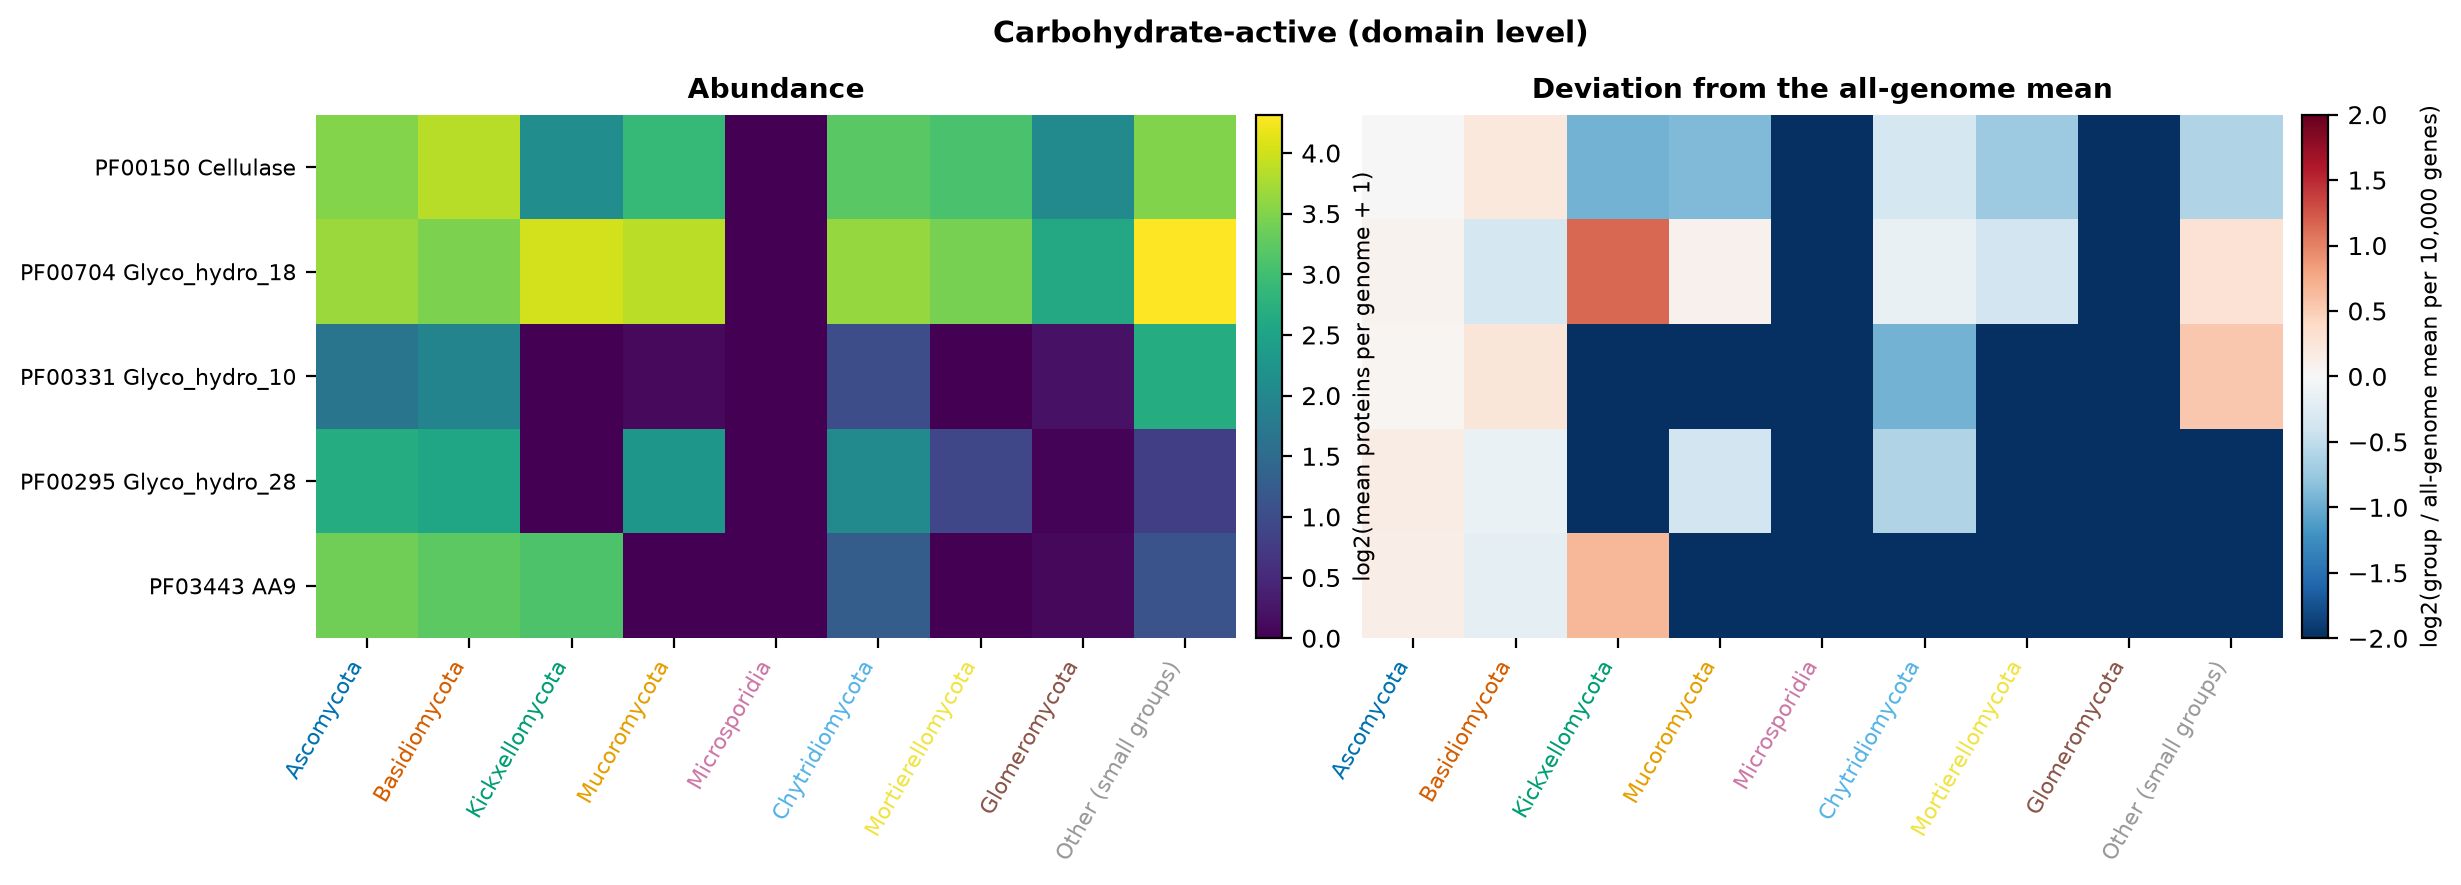 Carbohydrate-active (domain level)
Abundance
PF00150 Cellulase
PF00704 Glyco_hydro_18
PF00331 Glyco_hydro_10
PF00295 Glyco_hydro_28
PF03443 AA9
Ascomycota
Basidiomycota
Kickxellomycota
Mucoromycota
Microsporidia
Chytridiomycota
Mortierellomycota
Glomeromycota
Other (small groups)
4.0
3.5
3.0
2.5
2.0
1.5
1.0
0.5
0.0
log2(mean proteins per genome + 1)
Deviation from the all-genome mean
Ascomycota
Basidiomycota
Kickxellomycota
Mucoromycota
Microsporidia
Chytridiomycota
Mortierellomycota
Glomeromycota
Other (small groups)
2.0
1.5
1.0
0.5
0.0
−0.5
−1.0
−1.5
−2.0
log2(group / all-genome mean per 10,000 genes)